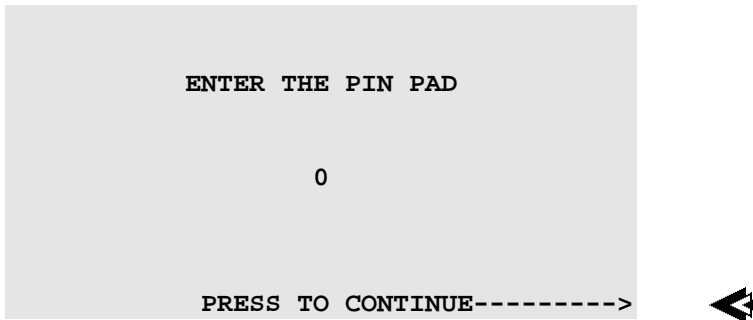 ENTER THE PIN PAD
0
PRESS TO CONTINUE--------->